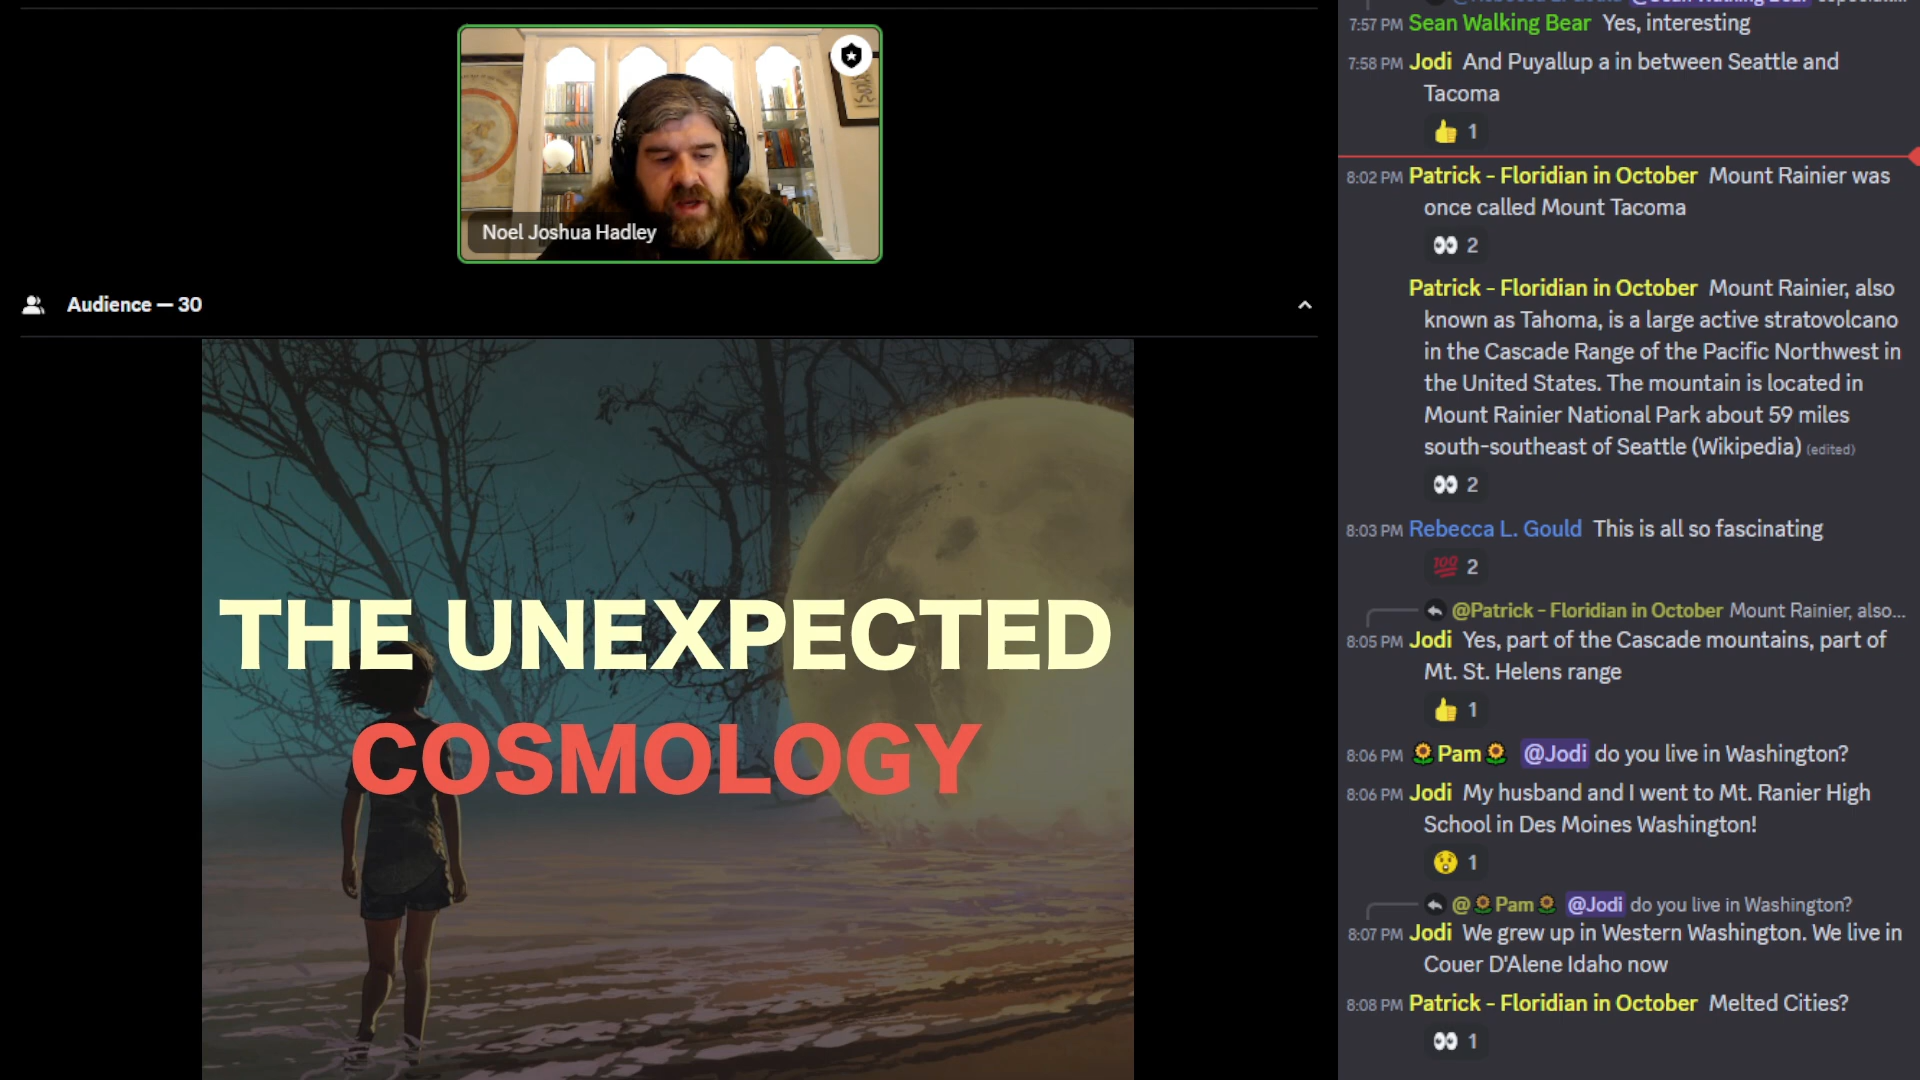 Noel Joshua Hadley
Audience — 30
THE UNEXPECTED
COSMOLOGY
7:57 PM Sean Walking Bear Yes, interesting
7:58 PM Jodi And Puyallup a in between Seattle and
Tacoma
👍 1
8:02 PM Patrick - Floridian in October Mount Rainier was
once called Mount Tacoma
👀 2
Patrick - Floridian in October Mount Rainier, also
known as Tahoma, is a large active stratovolcano
in the Cascade Range of the Pacific Northwest in
the United States. The mountain is located in
Mount Rainier National Park about 59 miles
south-southeast of Seattle (Wikipedia) (edited)
👀 2
8:03 PM Rebecca L. Gould This is all so fascinating
💯 2
@Patrick - Floridian in October Mount Rainier, also...
8:05 PM Jodi Yes, part of the Cascade mountains, part of
Mt. St. Helens range
👍 1
8:06 PM 🌻Pam🌻 @Jodi do you live in Washington?
8:06 PM Jodi My husband and I went to Mt. Ranier High
School in Des Moines Washington!
😲 1
@🌻Pam🌻 @Jodi do you live in Washington?
8:07 PM Jodi We grew up in Western Washington. We live in
Couer D'Alene Idaho now
8:08 PM Patrick - Floridian in October Melted Cities?
👀 1